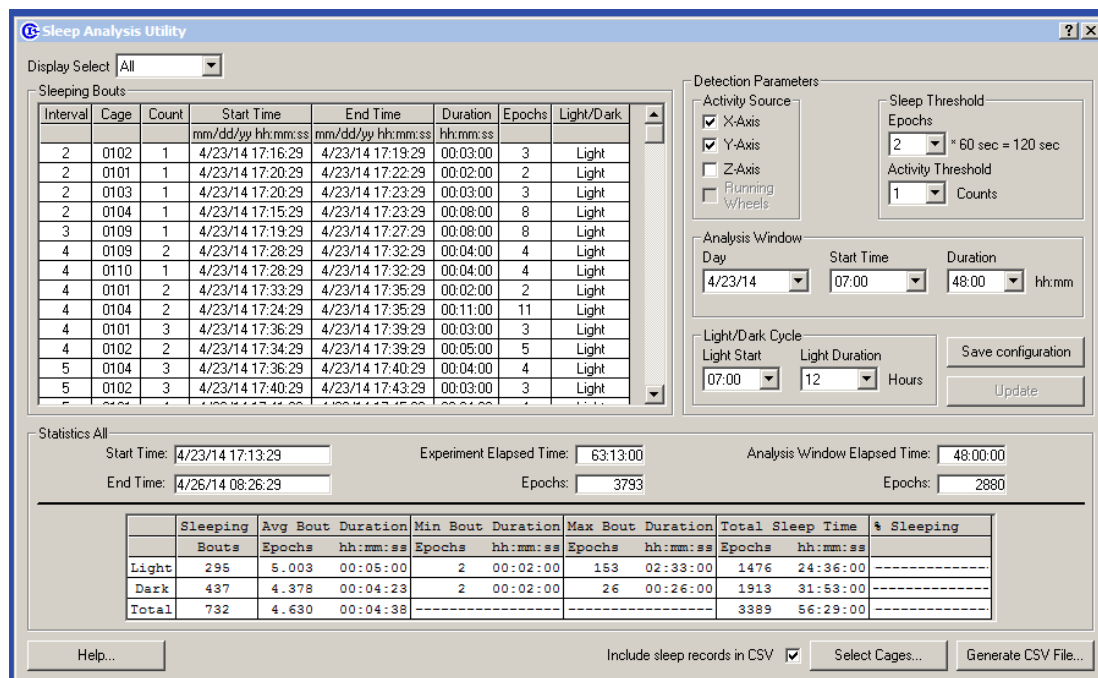 Sleep Analysis Utility
Display Select All
Sleeping Bouts
Interval Cage Count Start Time End Time Duration Epochs Light/Dark
mm/dd/yy hh:mm:ss mm/dd/yy hh:mm:ss hh:mm:ss
2 0102 1 4/23/14 17:16:29 4/23/14 17:19:29 00:03:00 3 Light
2 0101 1 4/23/14 17:20:29 4/23/14 17:22:29 00:02:00 2 Light
2 0103 1 4/23/14 17:20:29 4/23/14 17:23:29 00:03:00 3 Light
2 0104 1 4/23/14 17:15:29 4/23/14 17:23:29 00:08:00 8 Light
3 0109 1 4/23/14 17:19:29 4/23/14 17:27:29 00:08:00 8 Light
4 0109 2 4/23/14 17:28:29 4/23/14 17:32:29 00:04:00 4 Light
4 0110 1 4/23/14 17:28:29 4/23/14 17:32:29 00:04:00 4 Light
4 0101 2 4/23/14 17:33:29 4/23/14 17:35:29 00:02:00 2 Light
4 0104 2 4/23/14 17:24:29 4/23/14 17:35:29 00:11:00 11 Light
4 0101 3 4/23/14 17:36:29 4/23/14 17:39:29 00:03:00 3 Light
4 0102 2 4/23/14 17:34:29 4/23/14 17:39:29 00:05:00 5 Light
5 0104 3 4/23/14 17:36:29 4/23/14 17:40:29 00:04:00 4 Light
5 0102 3 4/23/14 17:40:29 4/23/14 17:43:29 00:03:00 3 Light
Detection Parameters
Activity Source
X-Axis
Y-Axis
Z-Axis
Running
Wheels
Sleep Threshold
Epochs
2 * 60 sec = 120 sec
Activity Threshold
1 Counts
Analysis Window
Day Start Time Duration
4/23/14 07:00 48:00 hh:mm
Light/Dark Cycle
Light Start Light Duration
07:00 12 Hours
Save configuration
Update
Statistics All
Start Time: 4/23/14 17:13:29 Experiment Elapsed Time: 63:13:00 Analysis Window Elapsed Time: 48:00:00
End Time: 4/26/14 08:26:29 Epochs: 3793 Epochs: 2880
Sleeping Avg Bout Duration Min Bout Duration Max Bout Duration Total Sleep Time % Sleeping
Bouts Epochs hh:mm:ss Epochs hh:mm:ss Epochs hh:mm:ss Epochs hh:mm:ss
Light 295 5.003 00:05:00 2 00:02:00 153 02:33:00 1476 24:36:00 --------------
Dark 437 4.378 00:04:23 2 00:02:00 26 00:26:00 1913 31:53:00 --------------
Total 732 4.630 00:04:38 ------------------ ------------------ 3389 56:29:00 --------------
Help... Include sleep records in CSV Select Cages... Generate CSV File...